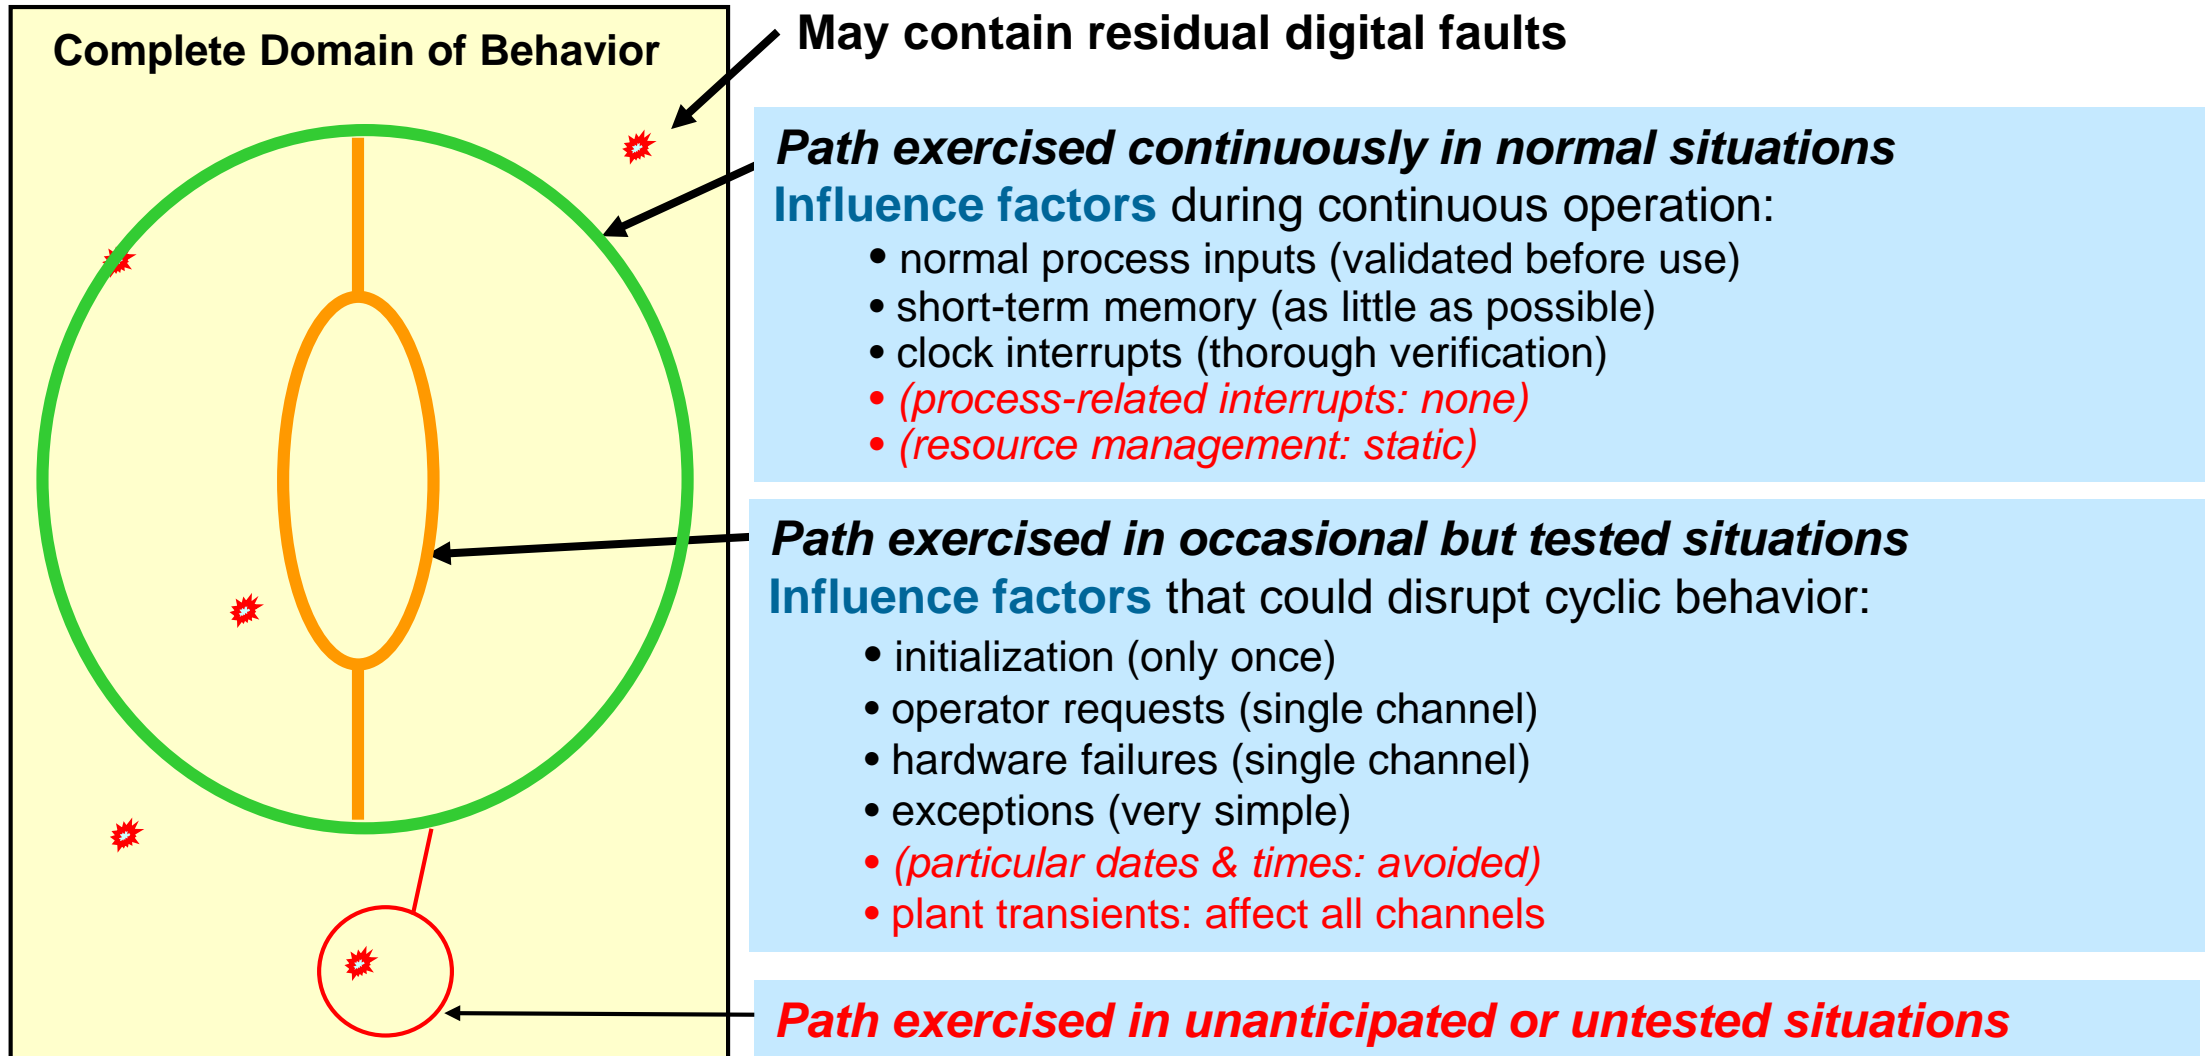 Complete Domain of Behavior
May contain residual digital faults
Path exercised continuously in normal situations
Influence factors during continuous operation:
• normal process inputs (validated before use)
• short-term memory (as little as possible)
• clock interrupts (thorough verification)
• (process-related interrupts: none)
• (resource management: static)
Path exercised in occasional but tested situations
Influence factors that could disrupt cyclic behavior:
• initialization (only once)
• operator requests (single channel)
• hardware failures (single channel)
• exceptions (very simple)
• (particular dates & times: avoided)
• plant transients: affect all channels
Path exercised in unanticipated or untested situations